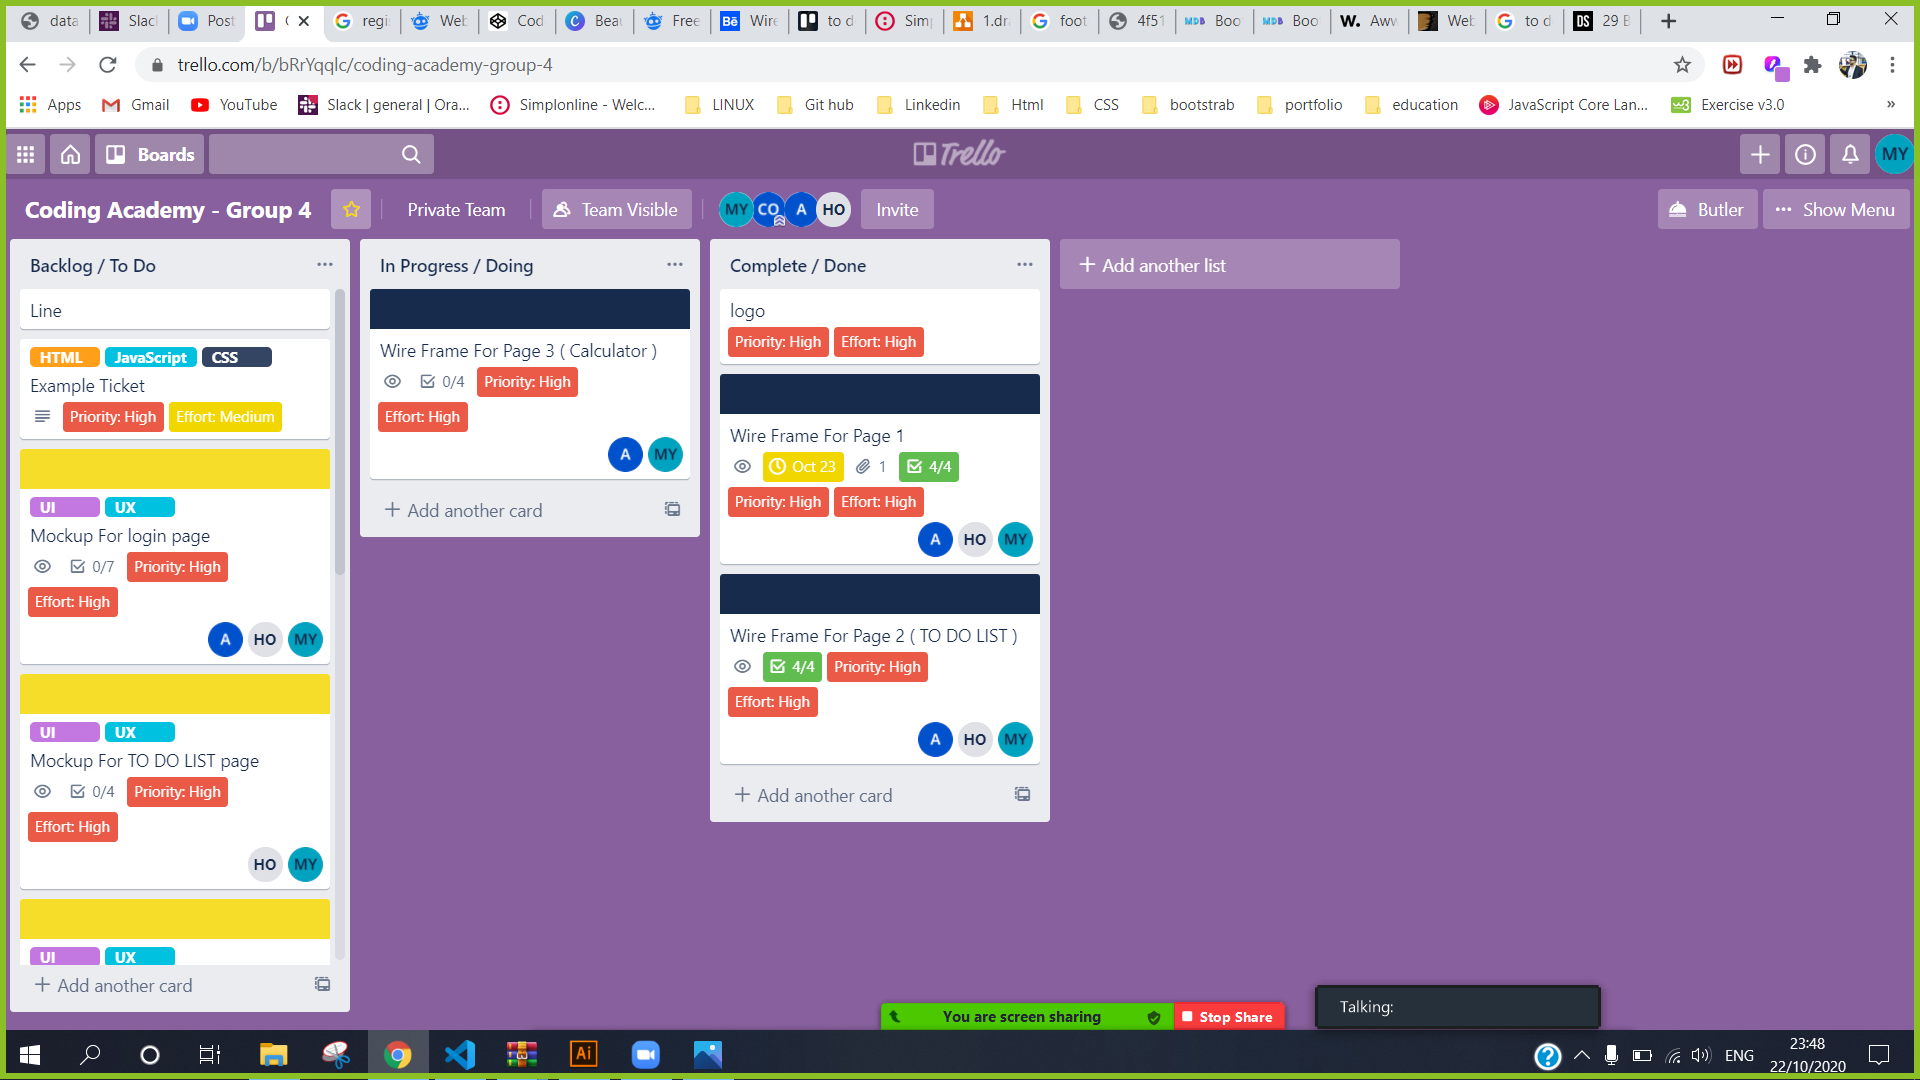 data
Slac
Post
C
regis
Web
Cod
Beau
Free
Wire
to d
Simp
1.dr
foot
4f51
Boo
Boo
Aww
Web
to d
29 B
trello.com/b/bRrYqqlc/coding-academy-group-4
Apps
Gmail
YouTube
Slack | general | Ora...
Simplonline - Welc...
LINUX
Git hub
Linkedin
Html
CSS
bootstrab
portfolio
education
JavaScript Core Lan...
Exercise v3.0
»
Boards
Trello
MY
Coding Academy - Group 4
Private Team
Team Visible
MY CO A HO
Invite
Butler
Show Menu
Backlog / To Do
Line
HTML JavaScript CSS
Example Ticket
Priority: High Effort: Medium
UI UX
Mockup For login page
0/7 Priority: High
Effort: High
A HO MY
UI UX
Mockup For TO DO LIST page
0/4 Priority: High
Effort: High
HO MY
UI UX
+ Add another card
In Progress / Doing
Wire Frame For Page 3 ( Calculator )
0/4 Priority: High
Effort: High
A MY
+ Add another card
Complete / Done
logo
Priority: High Effort: High
Wire Frame For Page 1
Oct 23 1 4/4
Priority: High Effort: High
A HO MY
Wire Frame For Page 2 ( TO DO LIST )
4/4 Priority: High
Effort: High
A HO MY
+ Add another card
+ Add another list
You are screen sharing
Stop Share
Talking:
Ai
ENG
23:48
22/10/2020